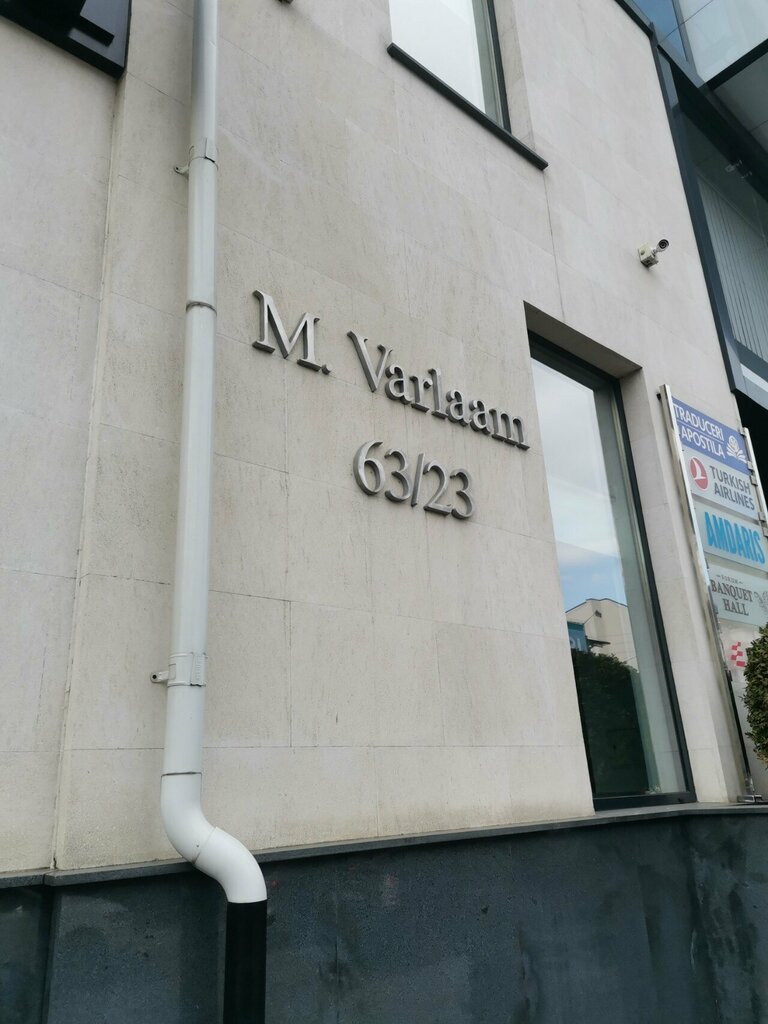 M. Varlaam
63/23
TRADUCERI
APOSTILA
TURKISH
AIRLINES
AMDARIS
BANQUET
HALL